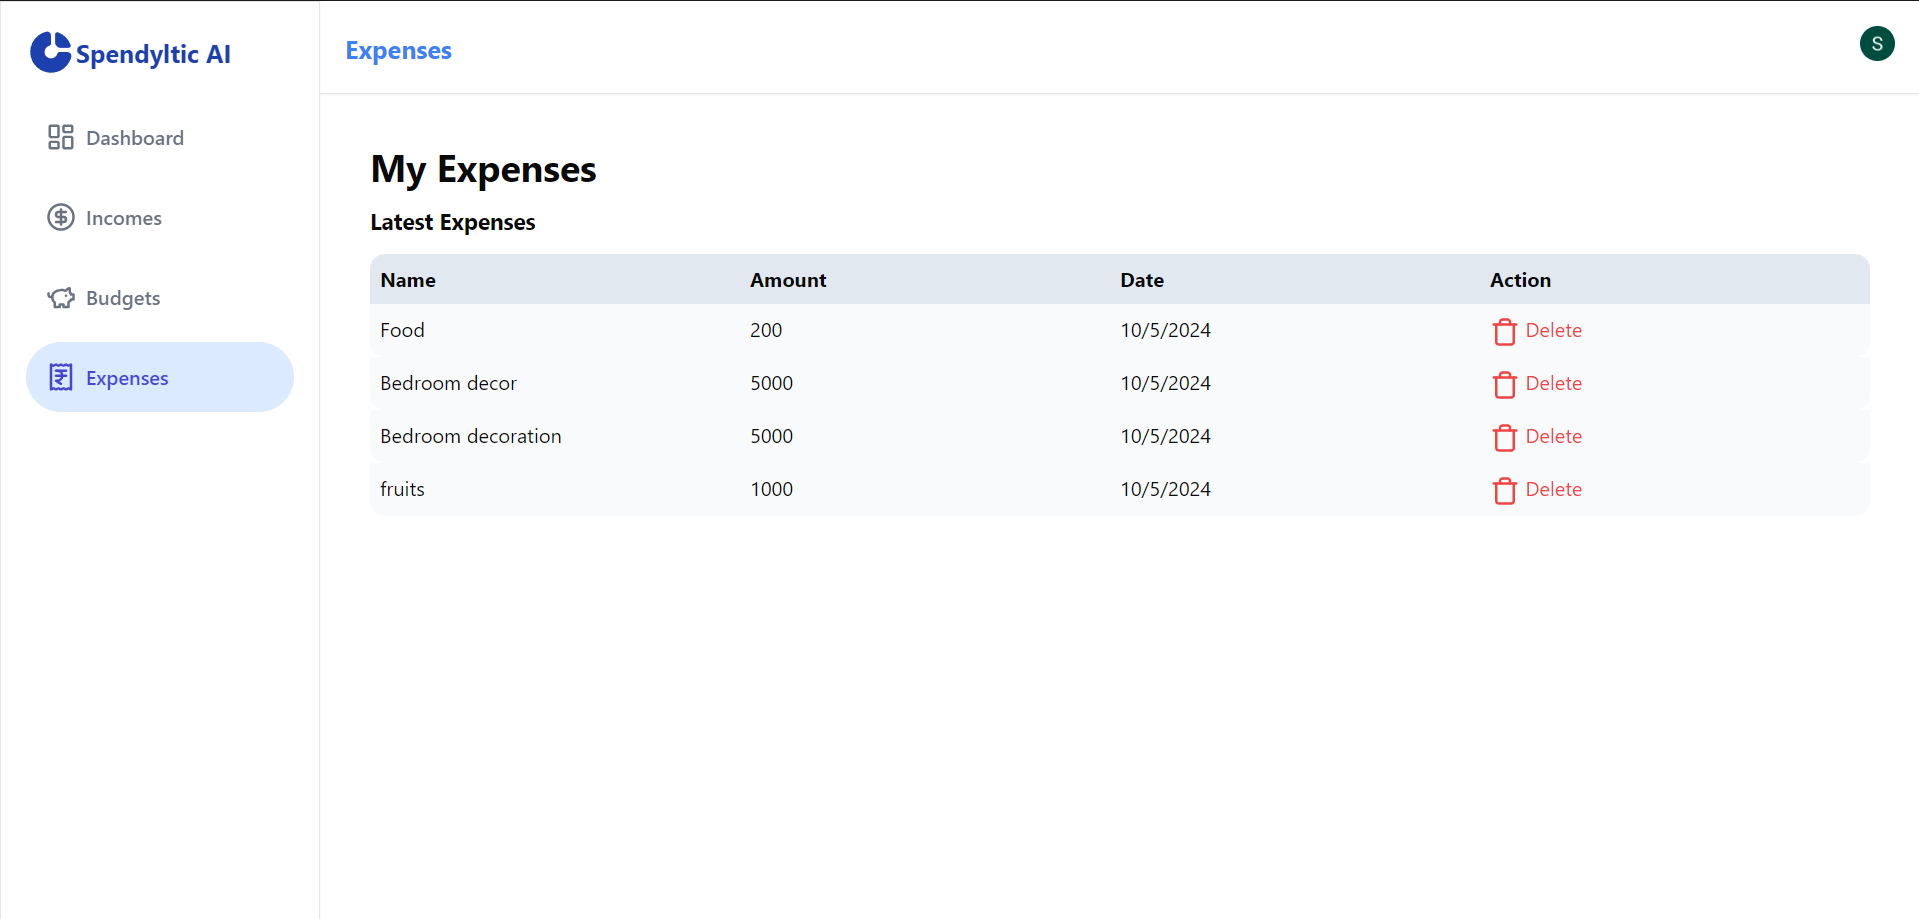 Spendyltic AI
Dashboard
Incomes
Budgets
Expenses
Expenses
S
My Expenses
Latest Expenses
Name Amount Date Action
Food 200 10/5/2024 Delete
Bedroom decor 5000 10/5/2024 Delete
Bedroom decoration 5000 10/5/2024 Delete
fruits 1000 10/5/2024 Delete